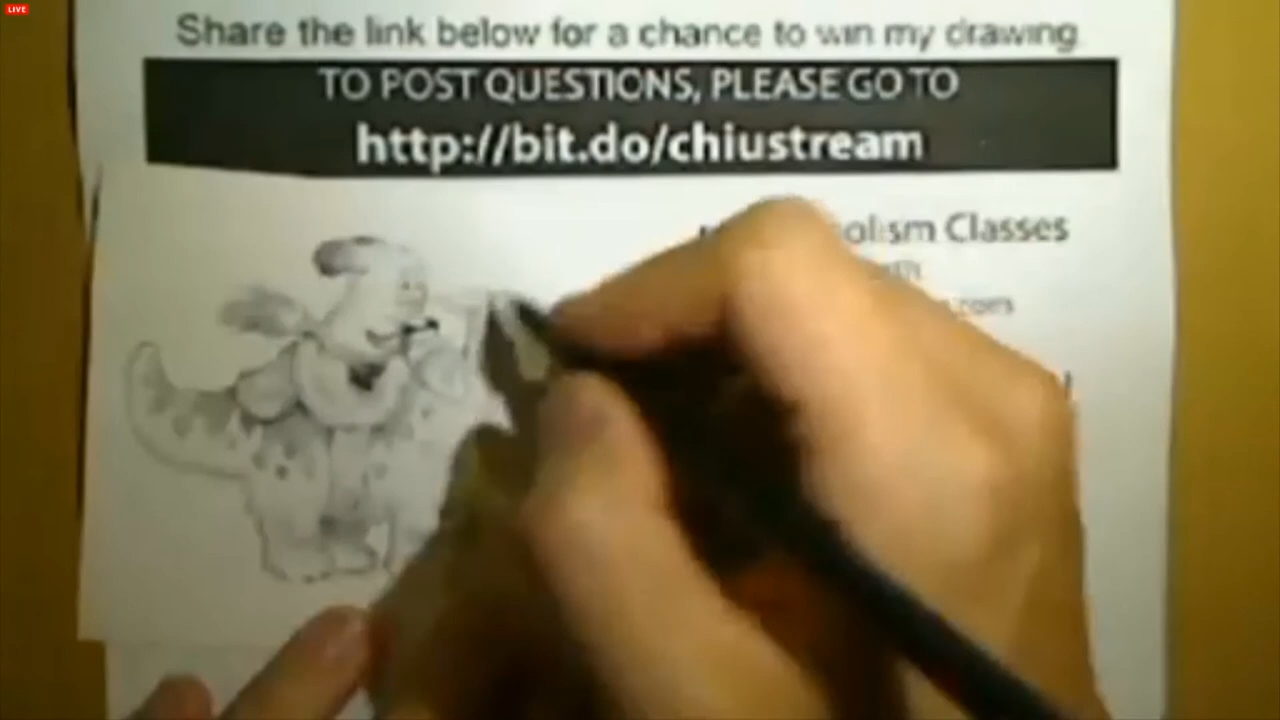 LIVE
Share the link below for a chance to win my drawing
TO POST QUESTIONS, PLEASE GO TO
http://bit.do/chiustream
Classes